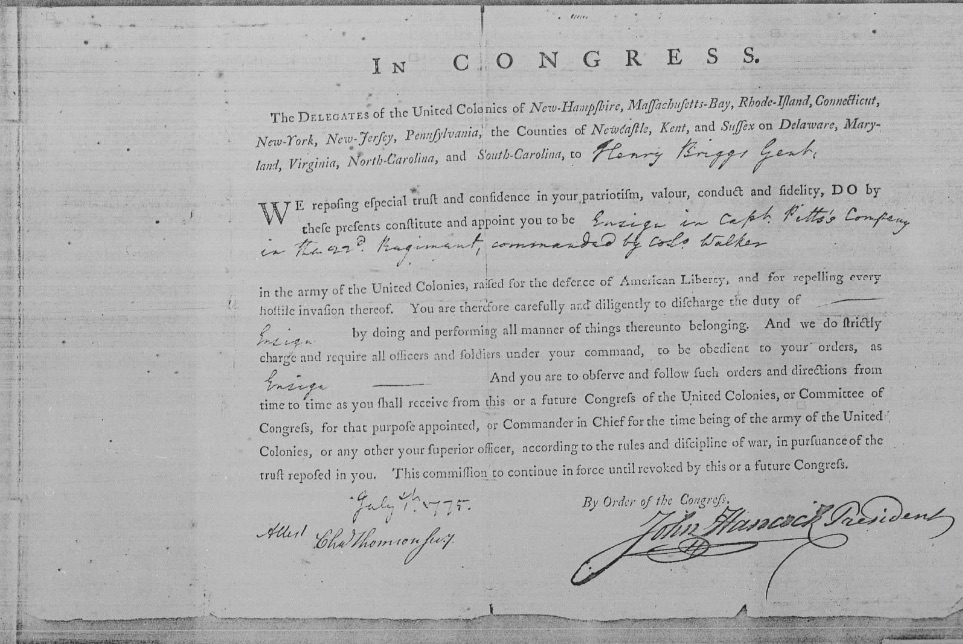 IN CONGRESS.
The DELEGATES of the United Colonies of New-Hampſhire, Maſſachuſetts-Bay, Rhode-Iſland, Connecticut,
New-York, New-Jerſey, Pennſylvania, the Counties of Newcaſtle, Kent, and Suſſex on Delaware, Mary-
land, Virginia, North-Carolina, and South-Carolina, to Henry Briggs Gent.
WE repoſing eſpecial truſt and confidence in your patriotiſm, valour, conduct and fidelity, DO by
theſe preſents conſtitute and appoint you to be Ensign in Capt. Pitts's Company
in the 22d. Regiment, commanded by Colo Walker
in the army of the United Colonies, raiſed for the defence of American Liberty, and for repelling every
hoſtile invaſion thereof. You are therefore carefully and diligently to diſcharge the duty of
Ensign by doing and performing all manner of things thereunto belonging. And we do ſtrictly
charge and require all officers and ſoldiers under your command, to be obedient to your orders, as
Ensign And you are to obſerve and follow ſuch orders and directions from
time to time as you ſhall receive from this or a future Congreſs of the United Colonies, or Committee of
Congreſs, for that purpoſe appointed, or Commander in Chief for the time being of the army of the United
Colonies, or any other your ſuperior officer, according to the rules and diſcipline of war, in purſuance of the
truſt repoſed in you. This commiſſion to continue in force until revoked by this or a future Congreſs.
July 1st. 1775.
By Order of the Congreſs.
John Hancock President
Attest Chas Thomson Secy